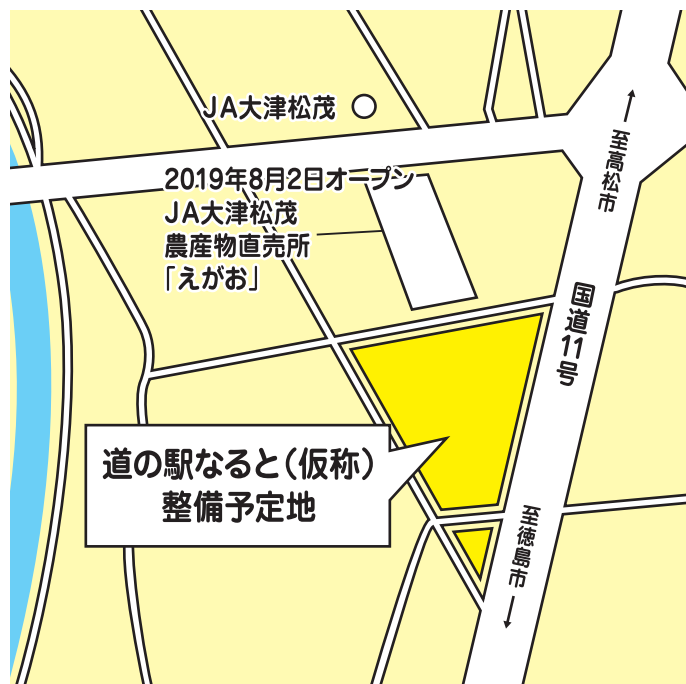 JA大津松茂
2019年8月2日オープン
JA大津松茂
農産物直売所
「えがお」
至高松市
国道11号
道の駅なると(仮称)
整備予定地
至徳島市